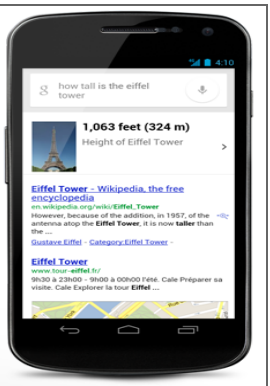 4:10
g how tall is the eiffel
tower
1,063 feet (324 m)
Height of Eiffel Tower
Eiffel Tower - Wikipedia, the free
encyclopedia
en.wikipedia.org/wiki/Eiffel_Tower
However, because of the addition, in 1957, of the
antenna atop the Eiffel Tower, it is now taller than
the ...
Gustave Eiffel - Category:Eiffel Tower -
Eiffel Tower
www.tour-eiffel.fr/
9h30 à 23h00 - 9h00 à 00h00 l'été. Cale Préparer sa
visite. Cale Explorer la tour Eiffel ...